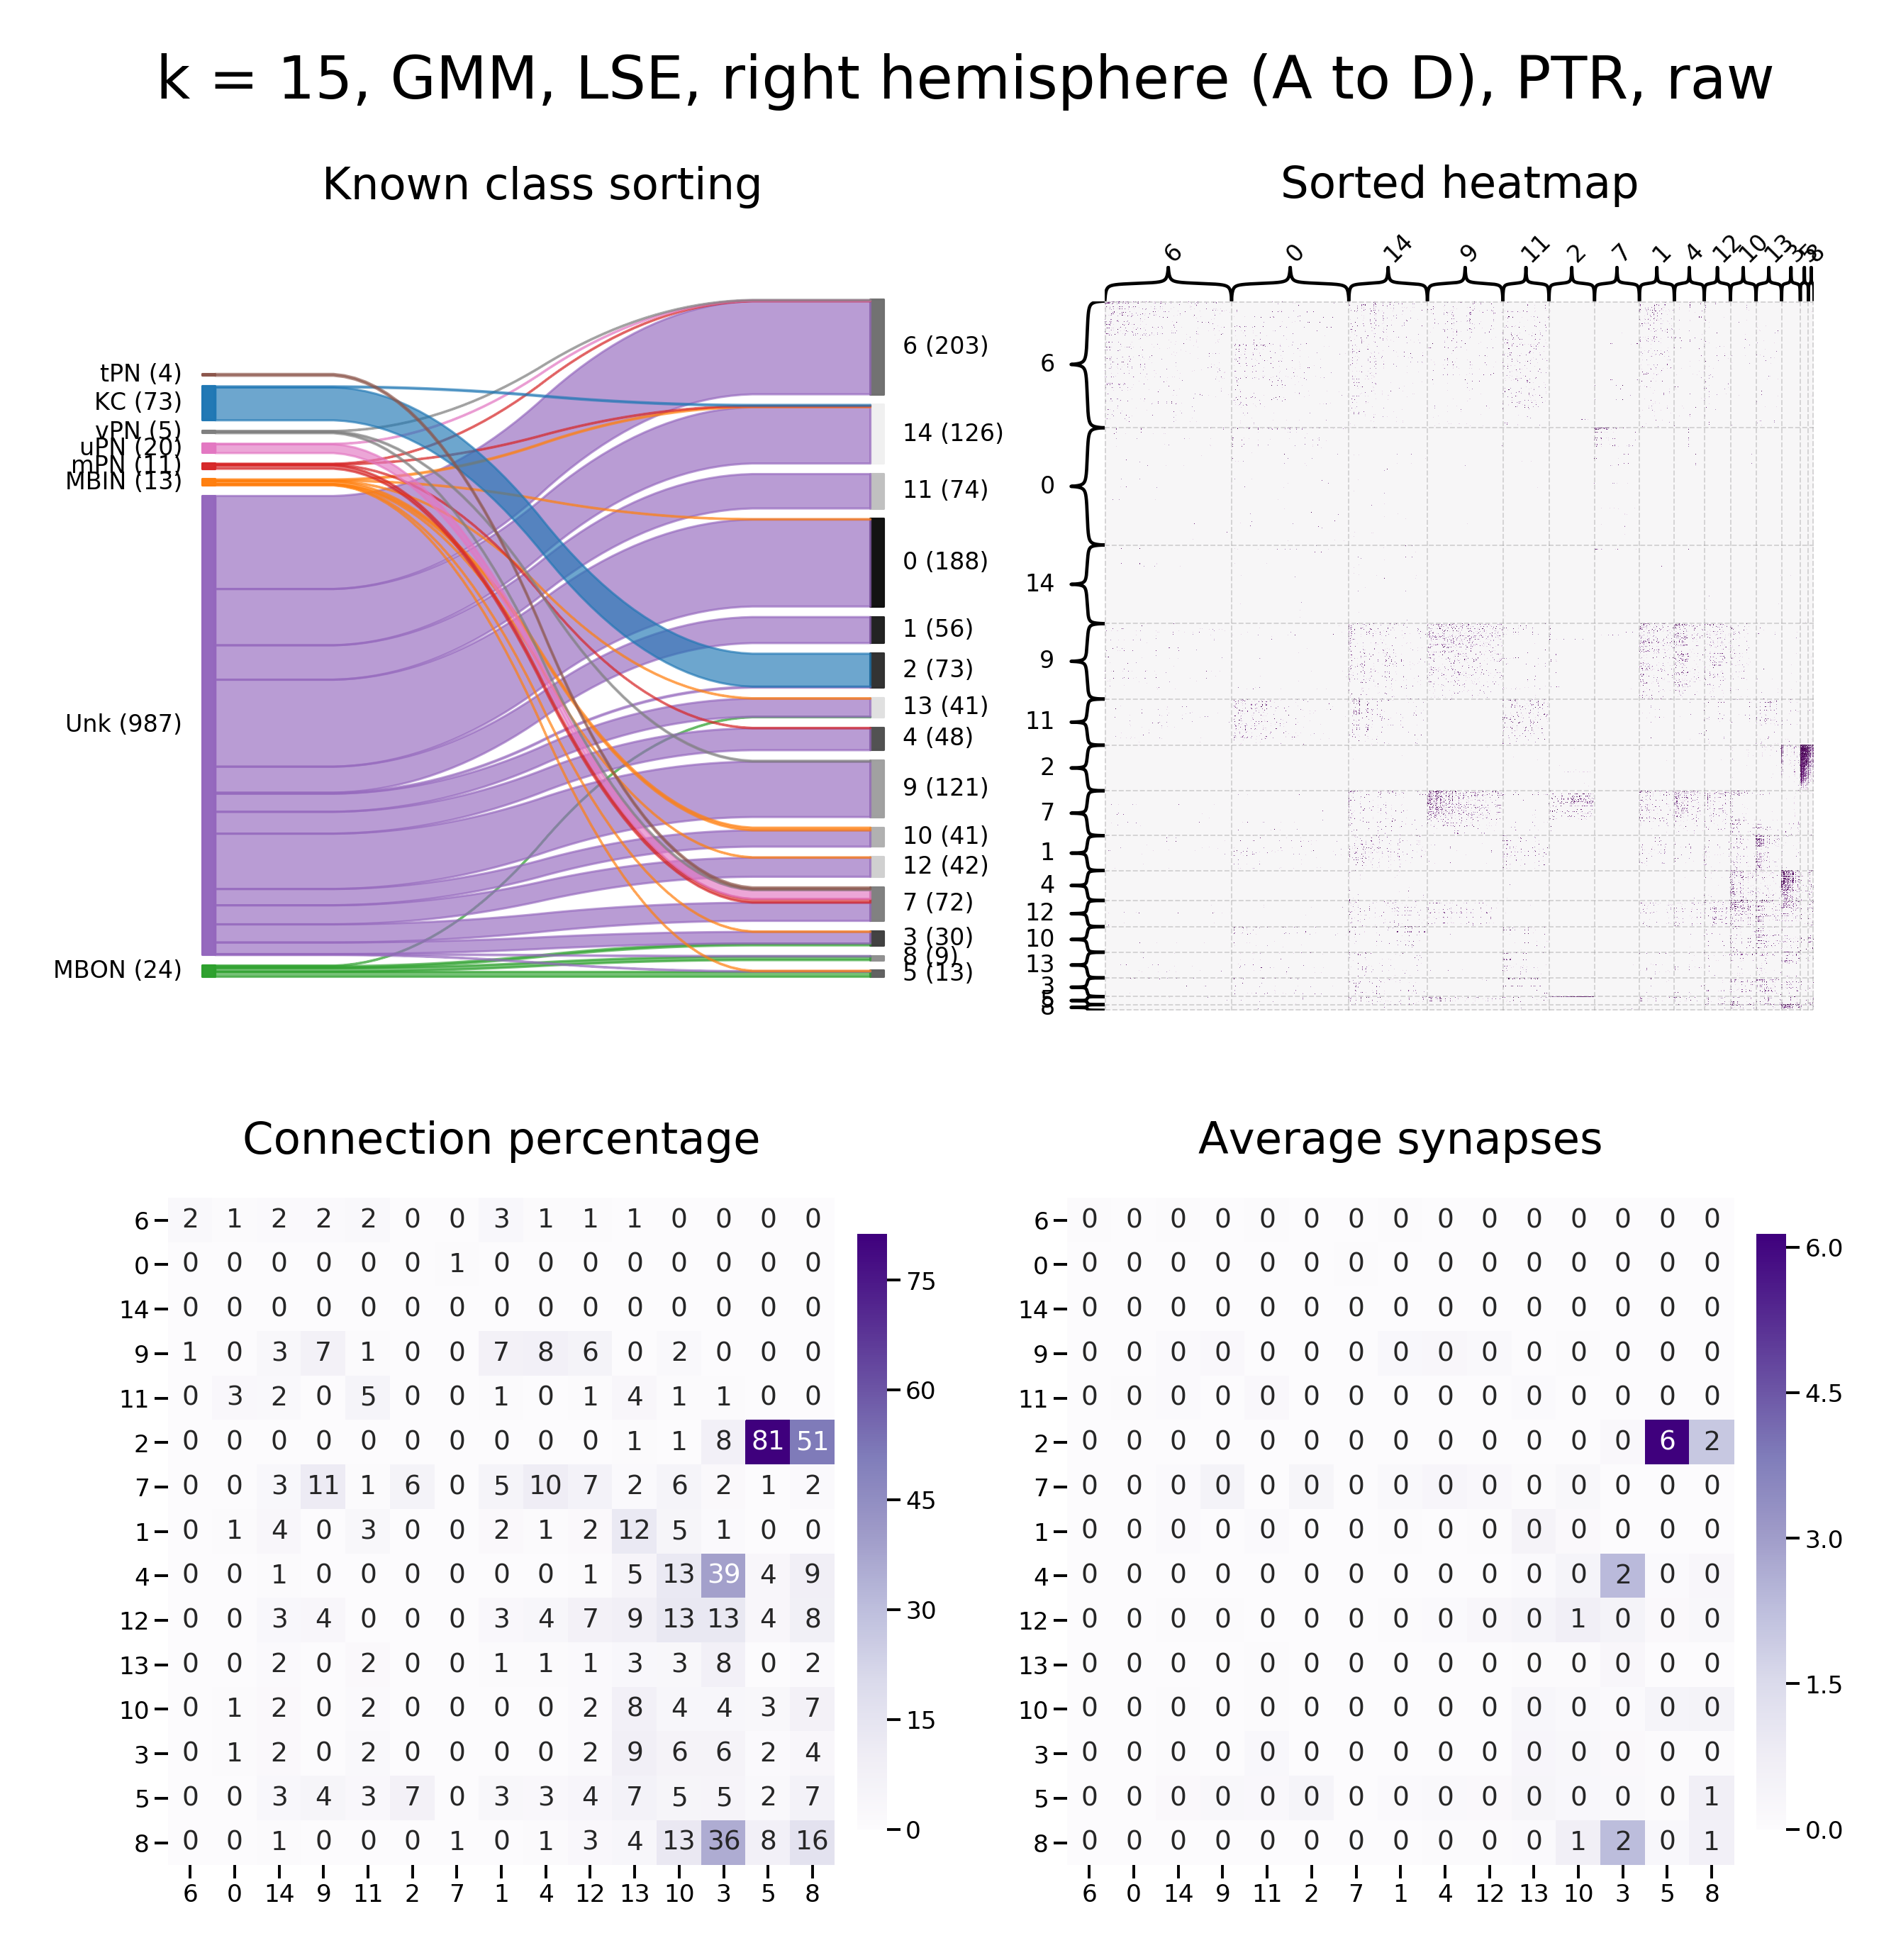 k = 15, GMM, LSE, right hemisphere (A to D), PTR, raw
Known class sorting
tPN (4)
KC (73)
vPN (5)
uPN (20)
mPN (11)
MBIN (13)
Unk (987)
MBON (24)
6 (203)
14 (126)
11 (74)
0 (188)
1 (56)
2 (73)
13 (41)
4 (48)
9 (121)
10 (41)
12 (42)
7 (72)
3 (30)
8 (9)
5 (13)
Sorted heatmap
6 0 14 9 11 2 7 1 4 12 10 13 3 5 8
6
0
14
9
11
2
7
1
4
12
10
13
3
5
8
Connection percentage
6 2 1 2 2 2 0 0 3 1 1 1 0 0 0 0
0 0 0 0 0 0 0 1 0 0 0 0 0 0 0 0
14 0 0 0 0 0 0 0 0 0 0 0 0 0 0 0
9 1 0 3 7 1 0 0 7 8 6 0 2 0 0 0
11 0 3 2 0 5 0 0 1 0 1 4 1 1 0 0
2 0 0 0 0 0 0 0 0 0 0 1 1 8 81 51
7 0 0 3 11 1 6 0 5 10 7 2 6 2 1 2
1 0 1 4 0 3 0 0 2 1 2 12 5 1 0 0
4 0 0 1 0 0 0 0 0 0 1 5 13 39 4 9
12 0 0 3 4 0 0 0 3 4 7 9 13 13 4 8
13 0 0 2 0 2 0 0 1 1 1 3 3 8 0 2
10 0 1 2 0 2 0 0 0 0 2 8 4 4 3 7
3 0 1 2 0 2 0 0 0 0 2 9 6 6 2 4
5 0 0 3 4 3 7 0 3 3 4 7 5 5 2 7
8 0 0 1 0 0 0 1 0 1 3 4 13 36 8 16
6 0 14 9 11 2 7 1 4 12 13 10 3 5 8
75
60
45
30
15
0
Average synapses
6 0 0 0 0 0 0 0 0 0 0 0 0 0 0 0
0 0 0 0 0 0 0 0 0 0 0 0 0 0 0 0
14 0 0 0 0 0 0 0 0 0 0 0 0 0 0 0
9 0 0 0 0 0 0 0 0 0 0 0 0 0 0 0
11 0 0 0 0 0 0 0 0 0 0 0 0 0 0 0
2 0 0 0 0 0 0 0 0 0 0 0 0 0 6 2
7 0 0 0 0 0 0 0 0 0 0 0 0 0 0 0
1 0 0 0 0 0 0 0 0 0 0 0 0 0 0 0
4 0 0 0 0 0 0 0 0 0 0 0 0 2 0 0
12 0 0 0 0 0 0 0 0 0 0 0 1 0 0 0
13 0 0 0 0 0 0 0 0 0 0 0 0 0 0 0
10 0 0 0 0 0 0 0 0 0 0 0 0 0 0 0
3 0 0 0 0 0 0 0 0 0 0 0 0 0 0 0
5 0 0 0 0 0 0 0 0 0 0 0 0 0 0 1
8 0 0 0 0 0 0 0 0 0 0 0 1 2 0 1
6 0 14 9 11 2 7 1 4 12 13 10 3 5 8
6.0
4.5
3.0
1.5
0.0